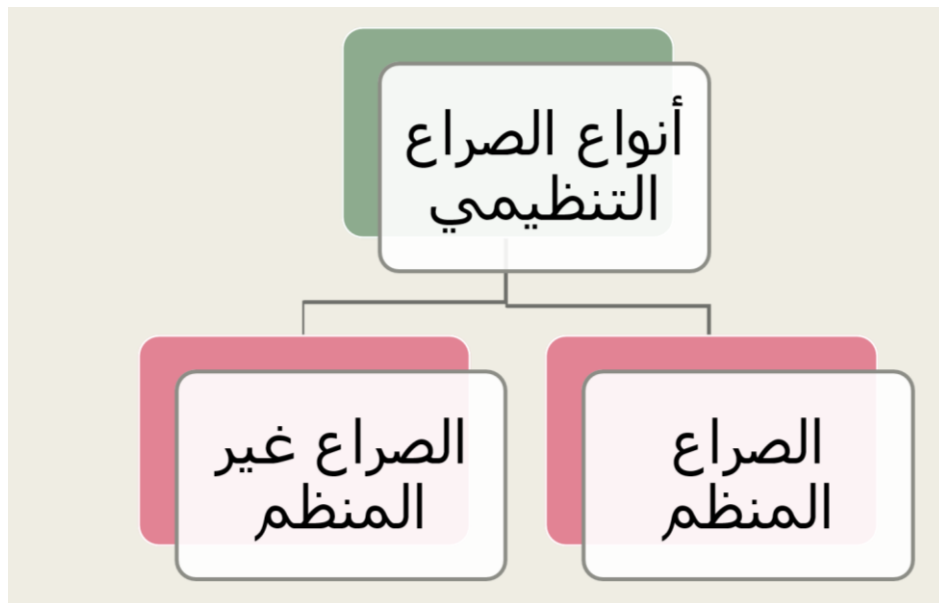 أنواع الصراع
التنظيمي
الصراع
المنظم
الصراع غير
المنظم